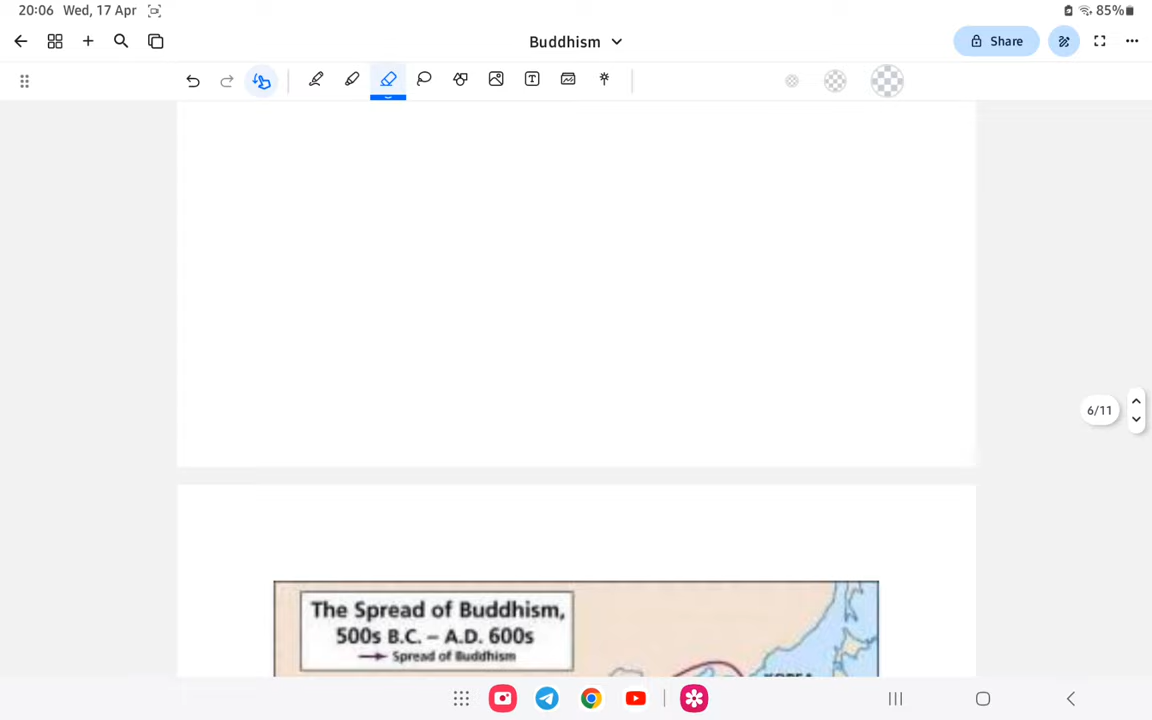 20:06 Wed, 17 Apr
85%
Buddhism
Share
T
6/11
The Spread of Buddhism,
500s B.C. – A.D. 600s
Spread of Buddhism